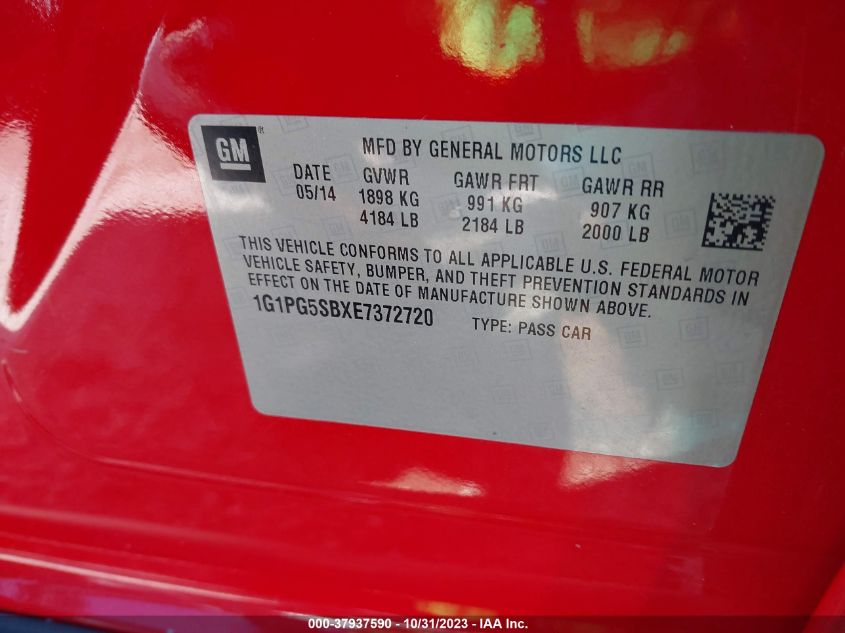 GM
MFD BY GENERAL MOTORS LLC
DATE GVWR GAWR FRT GAWR RR
05/14 1898 KG 991 KG 907 KG
4184 LB 2184 LB 2000 LB
THIS VEHICLE CONFORMS TO ALL APPLICABLE U.S. FEDERAL MOTOR
VEHICLE SAFETY, BUMPER, AND THEFT PREVENTION STANDARDS IN
EFFECT ON THE DATE OF MANUFACTURE SHOWN ABOVE.
1G1PG5SBXE7372720 TYPE: PASS CAR
000-37937590 - 10/31/2023 - IAA Inc.